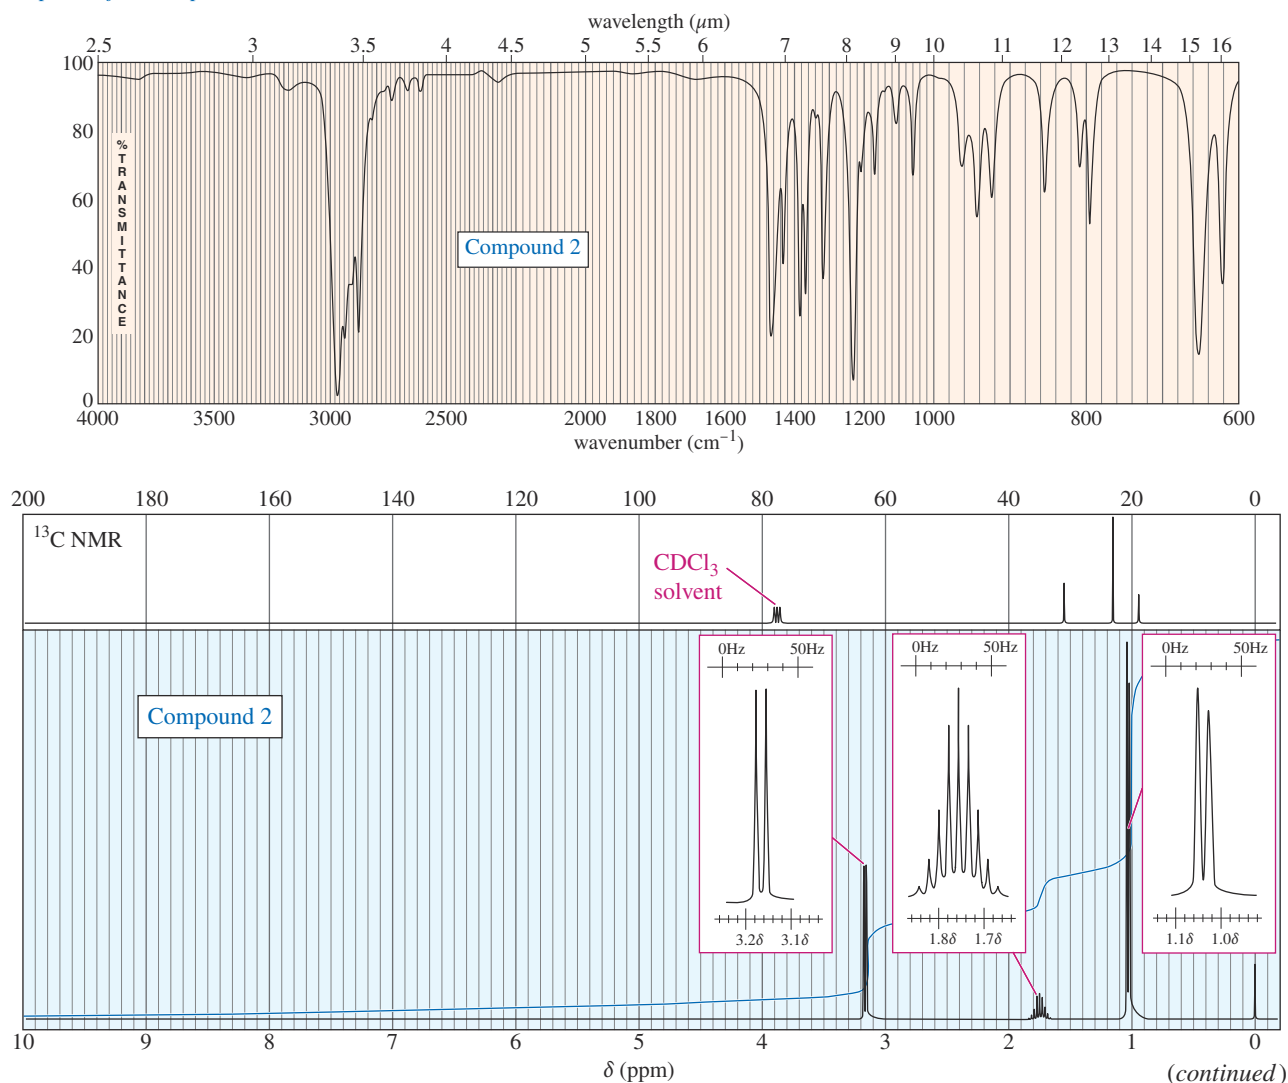 wavelength (μm)
2.5 3 3.5 4 4.5 5 5.5 6 7 8 9 10 11 12 13 14 15 16
100
80
60
40
20
0
% TRANSMITTANCE
Compound 2
4000 3500 3000 2500 2000 1800 1600 1400 1200 1000 800 600
wavenumber (cm⁻¹)
200 180 160 140 120 100 80 60 40 20 0
¹³C NMR
CDCl₃
solvent
0Hz 50Hz 0Hz 50Hz 0Hz 50Hz
Compound 2
3.2δ 3.1δ 1.8δ 1.7δ 1.1δ 1.0δ
10 9 8 7 6 5 4 3 2 1 0
δ (ppm)
(continued)